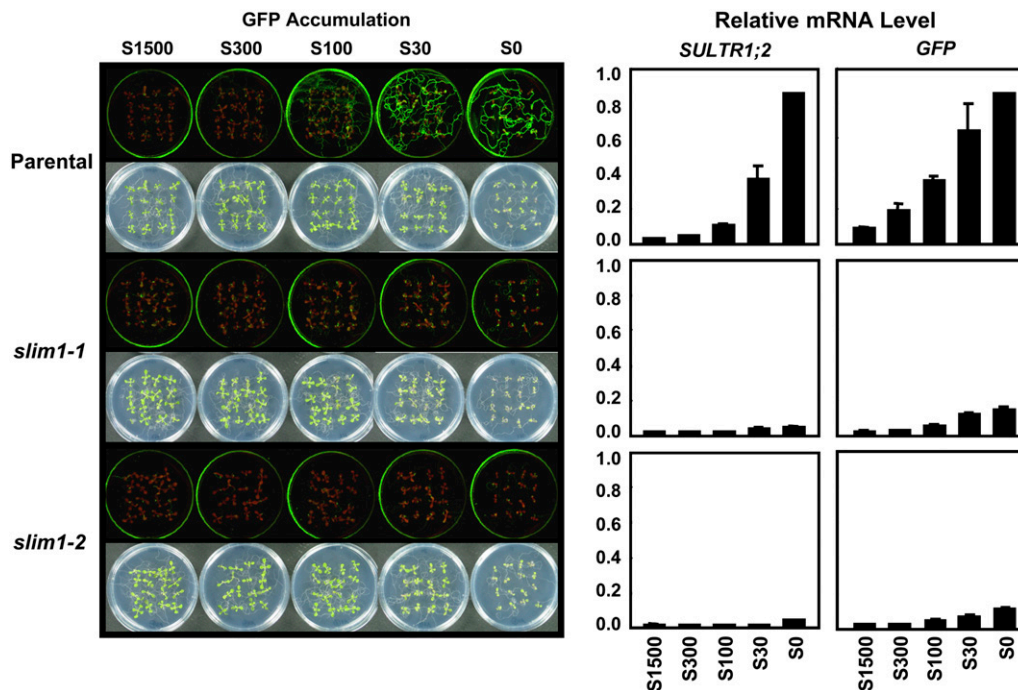 GFP Accumulation
S1500 S300 S100 S30 S0
Parental
slim1-1
slim1-2
Relative mRNA Level
SULTR1;2 GFP
1.0
0.8
0.6
0.4
0.2
0.0
1.0
0.8
0.6
0.4
0.2
0.0
1.0
0.8
0.6
0.4
0.2
0.0
S1500 S300 S100 S30 S0
S1500 S300 S100 S30 S0